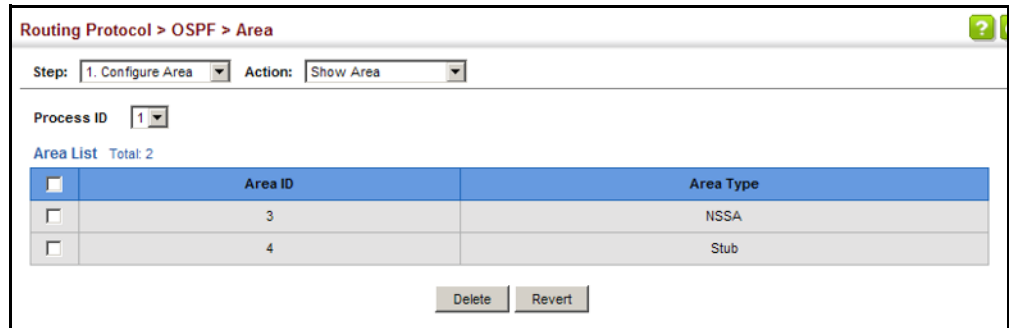 Routing Protocol > OSPF > Area
?
Step: 1. Configure Area Action: Show Area
Process ID 1
Area List Total: 2
Area ID Area Type
3 NSSA
4 Stub
Delete Revert